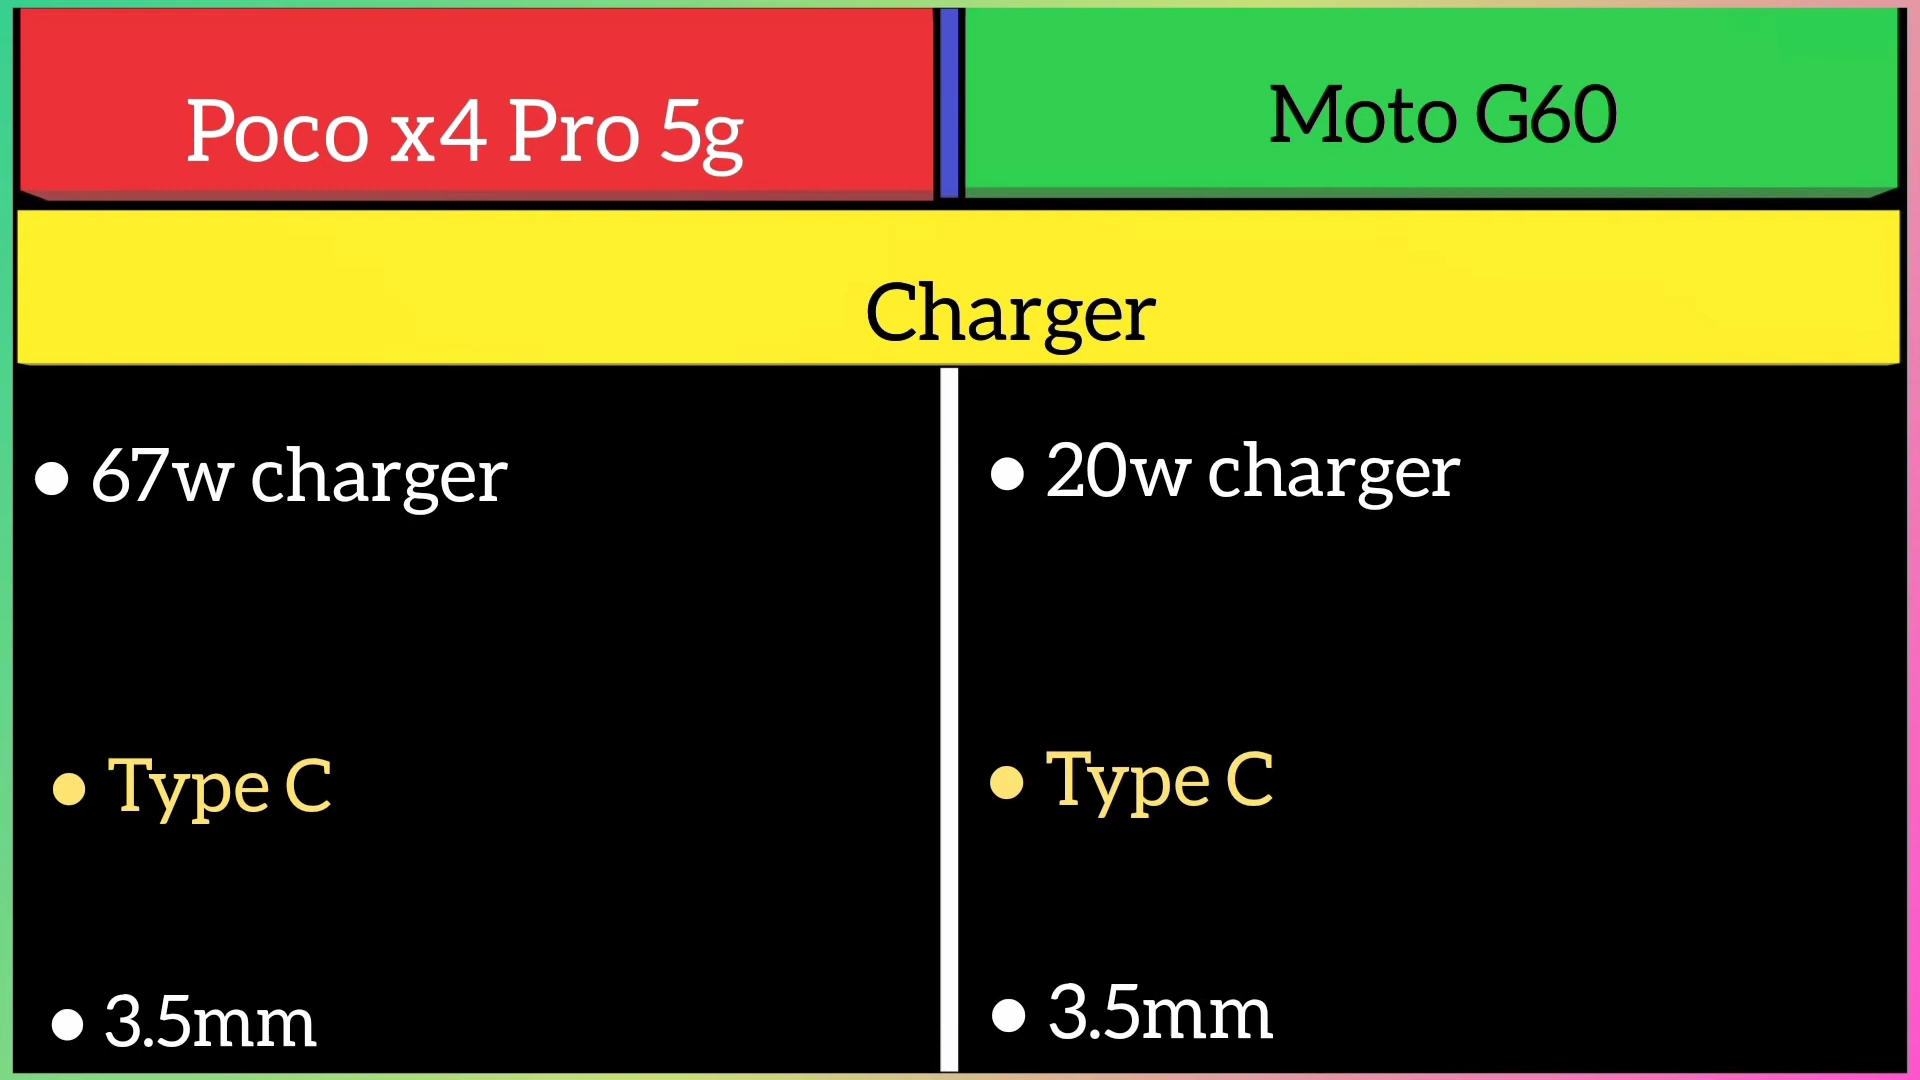 Poco x4 Pro 5g
Moto G60
Charger
● 67w charger
● 20w charger
● Type C
● Type C
● 3.5mm
● 3.5mm